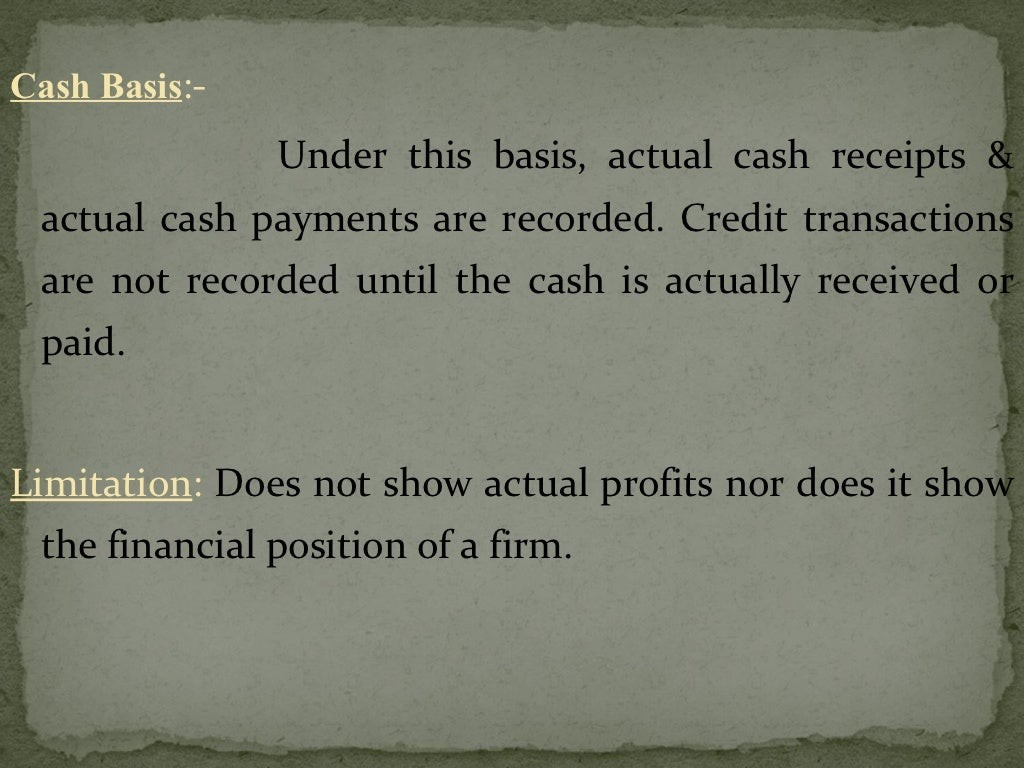 Cash Basis:-
Under this basis, actual cash receipts &
actual cash payments are recorded. Credit transactions
are not recorded until the cash is actually received or
paid.
Limitation: Does not show actual profits nor does it show
the financial position of a firm.